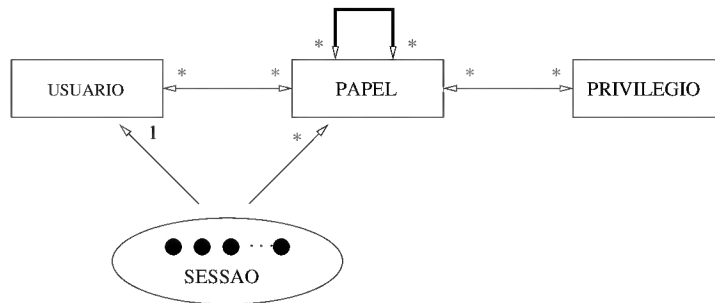 * *
USUARIO * * PAPEL * * PRIVILEGIO
1 *
SESSAO